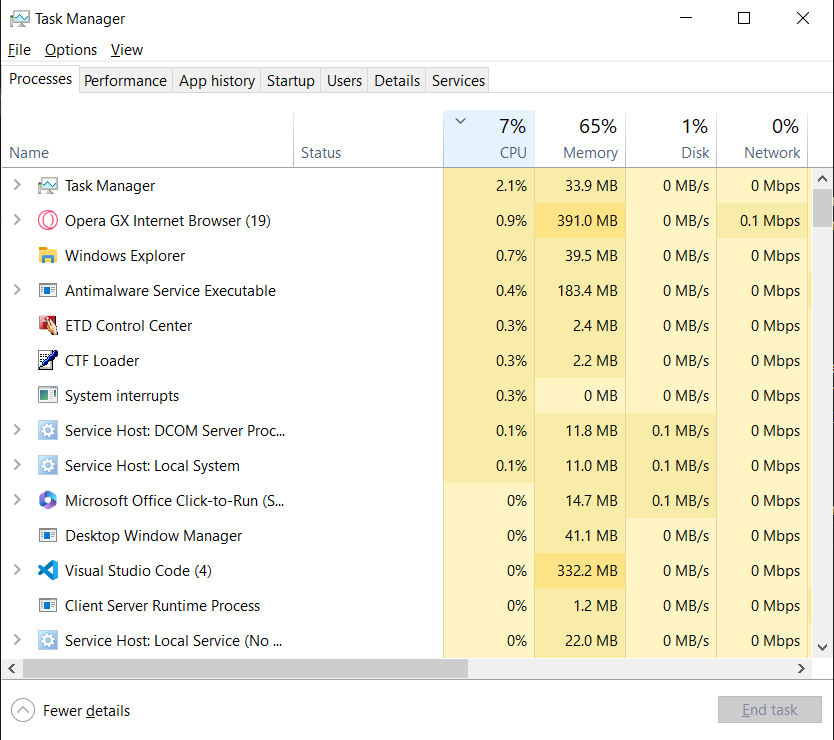 Task Manager
File Options View
Processes Performance App history Startup Users Details Services
7% 65% 1% 0%
Name Status CPU Memory Disk Network
Task Manager 2.1% 33.9 MB 0 MB/s 0 Mbps
Opera GX Internet Browser (19) 0.9% 391.0 MB 0 MB/s 0.1 Mbps
Windows Explorer 0.7% 39.5 MB 0 MB/s 0 Mbps
Antimalware Service Executable 0.4% 183.4 MB 0 MB/s 0 Mbps
ETD Control Center 0.3% 2.4 MB 0 MB/s 0 Mbps
CTF Loader 0.3% 2.2 MB 0 MB/s 0 Mbps
System interrupts 0.3% 0 MB 0 MB/s 0 Mbps
Service Host: DCOM Server Proc... 0.1% 11.8 MB 0.1 MB/s 0 Mbps
Service Host: Local System 0.1% 11.0 MB 0.1 MB/s 0 Mbps
Microsoft Office Click-to-Run (S... 0% 14.7 MB 0.1 MB/s 0 Mbps
Desktop Window Manager 0% 41.1 MB 0 MB/s 0 Mbps
Visual Studio Code (4) 0% 332.2 MB 0 MB/s 0 Mbps
Client Server Runtime Process 0% 1.2 MB 0 MB/s 0 Mbps
Service Host: Local Service (No ... 0% 22.0 MB 0 MB/s 0 Mbps
Fewer details End task